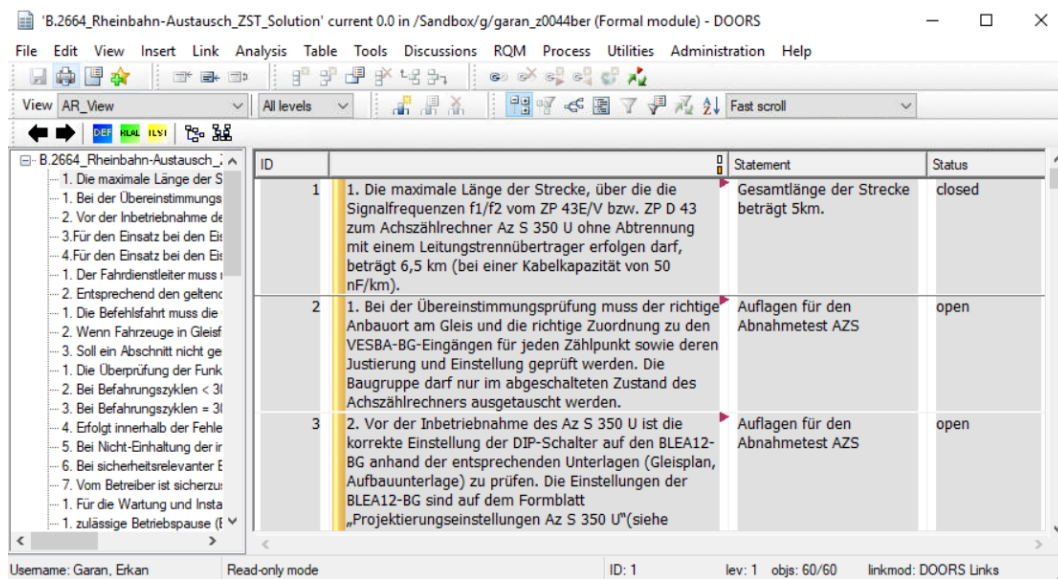 'B.2664_Rheinbahn-Austausch_ZST_Solution' current 0.0 in /Sandbox/g/garan_z0044ber (Formal module) - DOORS
File Edit View Insert Link Analysis Table Tools Discussions RQM Process Utilities Administration Help
View AR_View All levels Fast scroll
DEF
B.2664_Rheinbahn-Austausch_
1. Die maximale Länge der S
1. Bei der Übereinstimmungs
2. Vor der Inbetriebnahme de
3.Für den Einsatz bei den Eis
4.Für den Einsatz bei den Eis
1. Der Fahrdienstleiter muss
2. Entsprechend den geltenc
1. Die Befehlsfahrt muss die
2. Wenn Fahrzeuge in Gleisf
3. Soll ein Abschnitt nicht ge
1. Die Überprüfung der Funk
2. Bei Befahrungszyklen < 30
3. Bei Befahrungszyklen = 30
4. Erfolgt innerhalb der Fehle
5. Bei Nicht-Einhaltung der ir
6. Bei sicherheitsrelevanter E
7. Vom Betreiber ist sicherzu
1. Für die Wartung und Insta
1. zulässige Betriebspause (E
ID Statement Status
1 1. Die maximale Länge der Strecke, über die die Gesamtlänge der Strecke closed
Signalfrequenzen f1/f2 vom ZP 43E/V bzw. ZP D 43 beträgt 5km.
zum Achszählrechner Az S 350 U ohne Abtrennung
mit einem Leitungstrennübertrager erfolgen darf,
beträgt 6,5 km (bei einer Kabelkapazität von 50
nF/km).
2 1. Bei der Übereinstimmungsprüfung muss der richtige Auflagen für den open
Anbauort am Gleis und die richtige Zuordnung zu den Abnahmetest AZS
VESBA-BG-Eingängen für jeden Zählpunkt sowie deren
Justierung und Einstellung geprüft werden. Die
Baugruppe darf nur im abgeschalteten Zustand des
Achszählrechners ausgetauscht werden.
3 2. Vor der Inbetriebnahme des Az S 350 U ist die Auflagen für den open
korrekte Einstellung der DIP-Schalter auf den BLEA12- Abnahmetest AZS
BG anhand der entsprechenden Unterlagen (Gleisplan,
Aufbauunterlage) zu prüfen. Die Einstellungen der
BLEA12-BG sind auf dem Formblatt
„Projektierungseinstellungen Az S 350 U"(siehe
Username: Garan, Erkan Read-only mode ID: 1 lev: 1 objs: 60/60 linkmod: DOORS Links